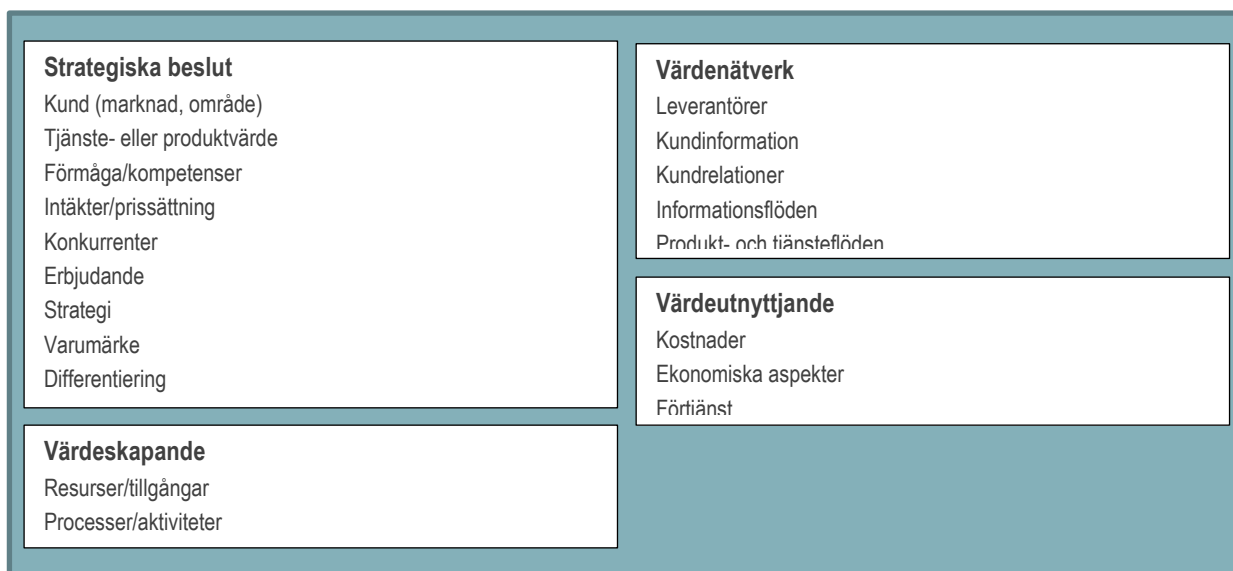 Strategiska beslut
Kund (marknad, område)
Tjänste- eller produktvärde
Förmåga/kompetenser
Intäkter/prissättning
Konkurrenter
Erbjudande
Strategi
Varumärke
Differentiering
Värdeskapande
Resurser/tillgångar
Processer/aktiviteter
Värdenätverk
Leverantörer
Kundinformation
Kundrelationer
Informationsflöden
Produkt- och tjänsteflöden
Värdeutnyttjande
Kostnader
Ekonomiska aspekter
Förtjänst